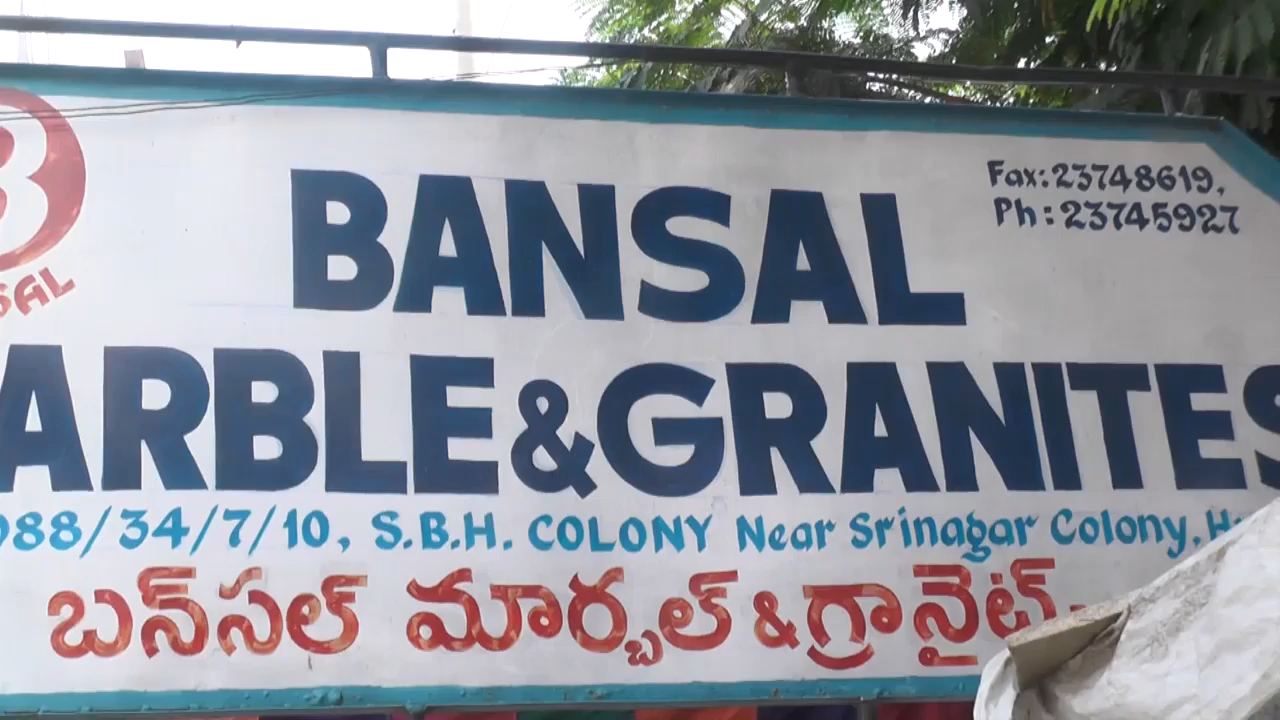 Fax: 23748619,
Ph: 23745927
BANSAL
ARBLE & GRANITES
988/34/7/10, S.B.H. COLONY Near Srinagar Colony,
బన్‌సల్ మార్బల్ & గ్రానైట్